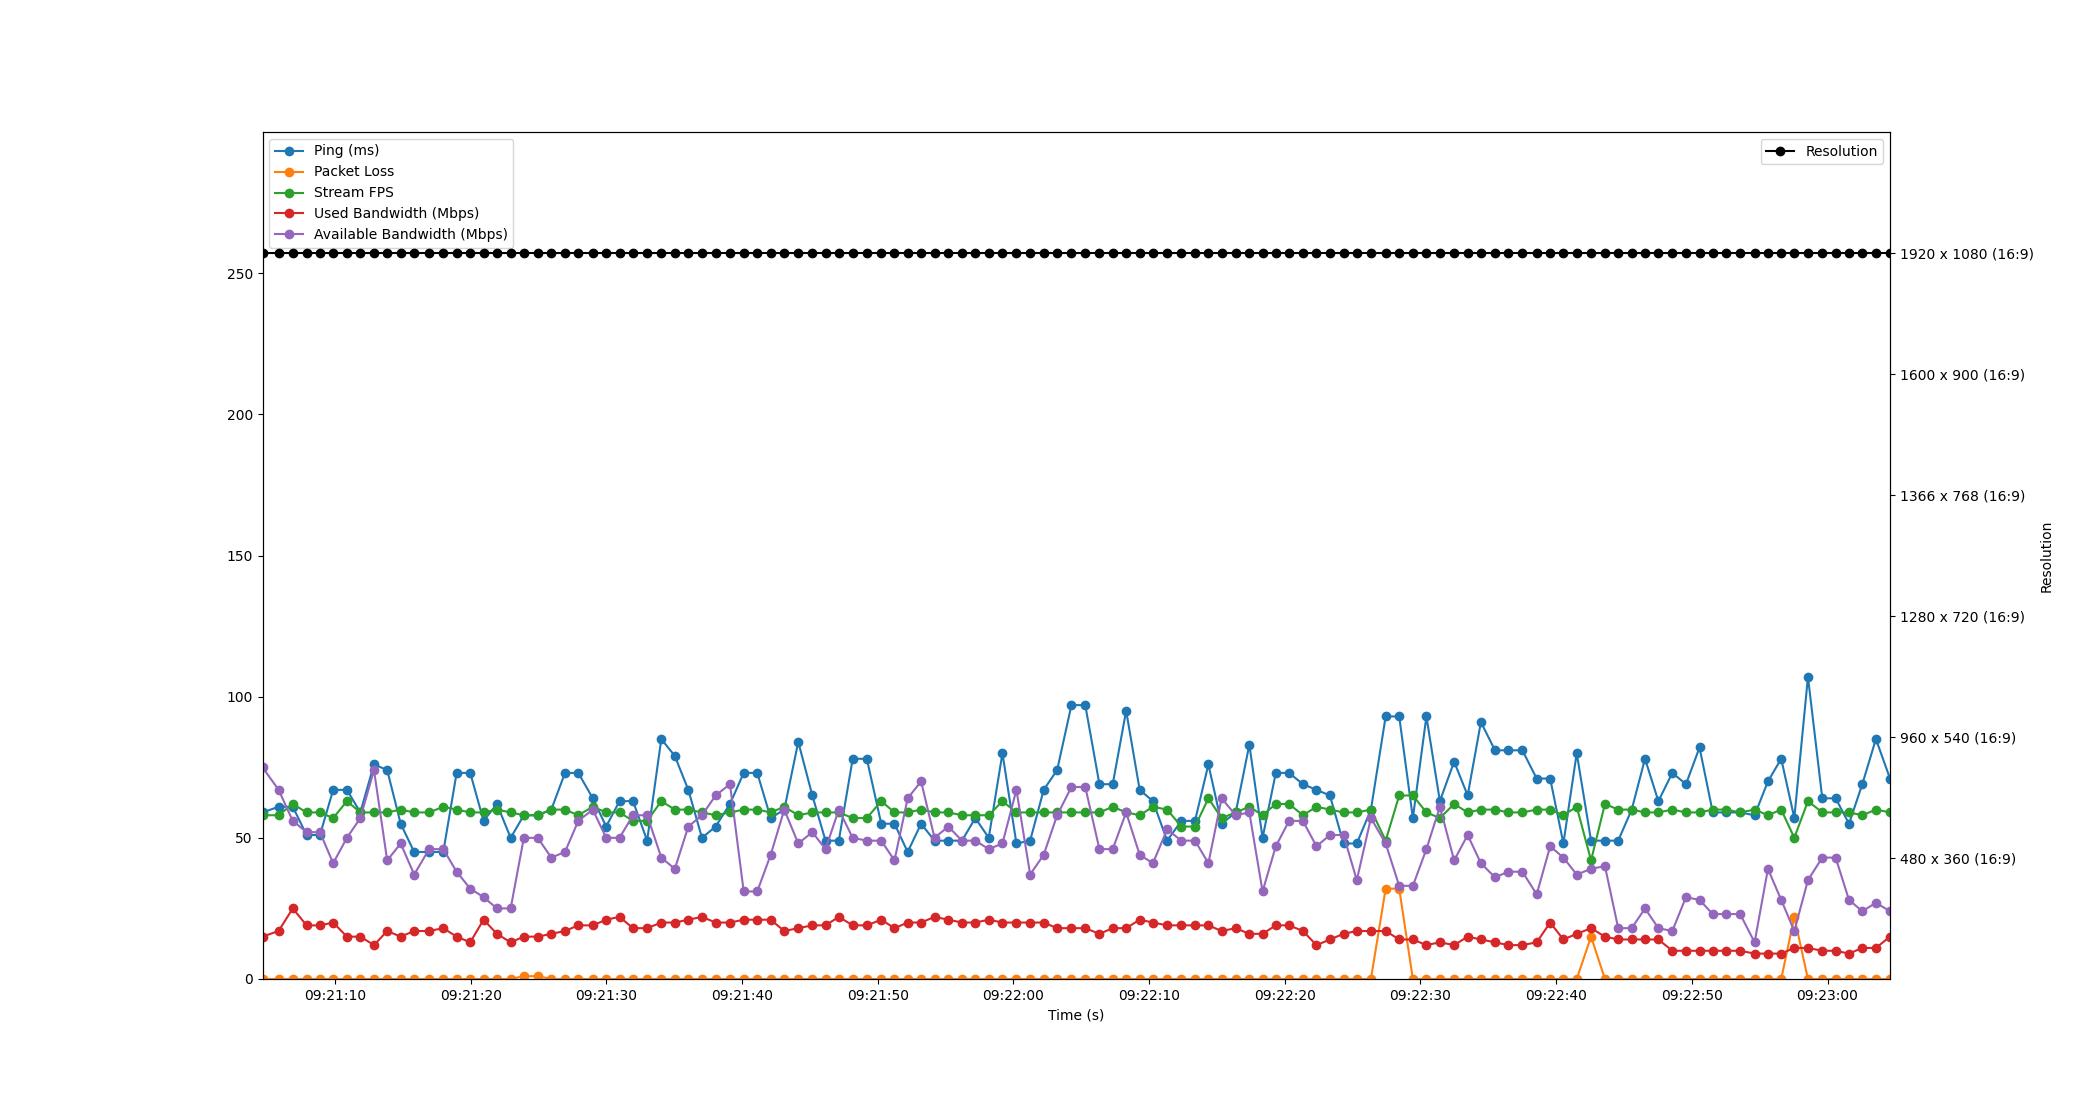 Ping (ms)
Packet Loss
Stream FPS
Used Bandwidth (Mbps)
Available Bandwidth (Mbps)
Resolution
250
200
150
100
50
0
1920 x 1080 (16:9)
1600 x 900 (16:9)
1366 x 768 (16:9)
1280 x 720 (16:9)
960 x 540 (16:9)
480 x 360 (16:9)
Resolution
09:21:10
09:21:20
09:21:30
09:21:40
09:21:50
09:22:00
09:22:10
09:22:20
09:22:30
09:22:40
09:22:50
09:23:00
Time (s)